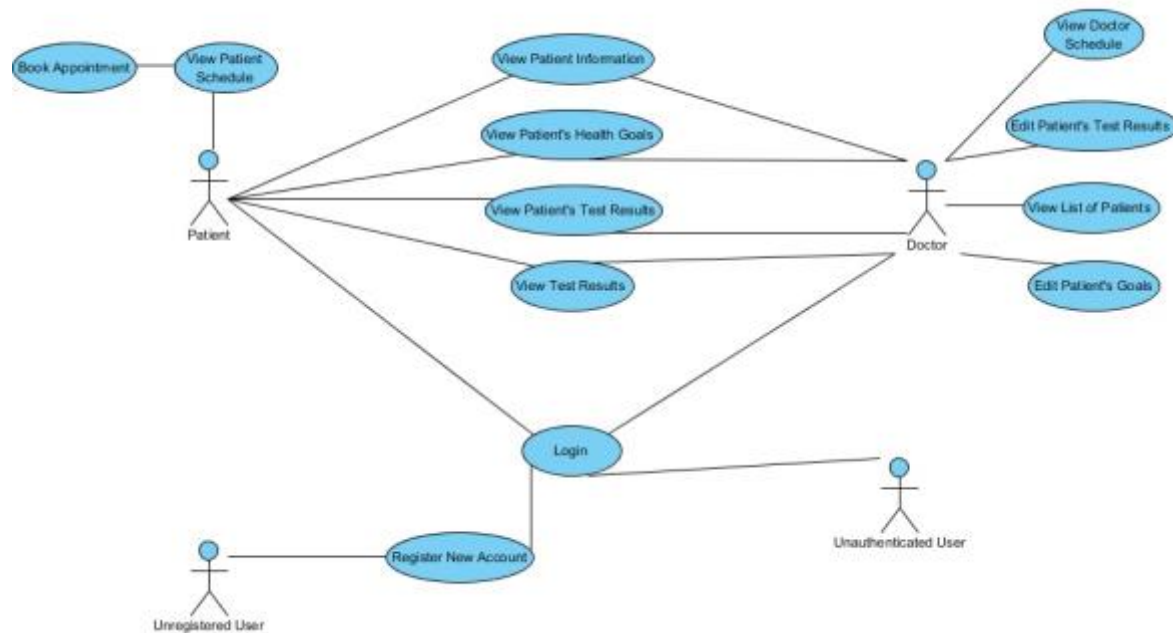 View Doctor
Schedule
Book Appointment
View Patient
Schedule
View Patient Information
View Patient's Health Goals
Edit Patient's Test Results
View Patient's Test Results
View List of Patients
Patient
Doctor
View Test Results
Edit Patient's Goals
Login
Unauthenticated User
Register New Account
Unregistered User